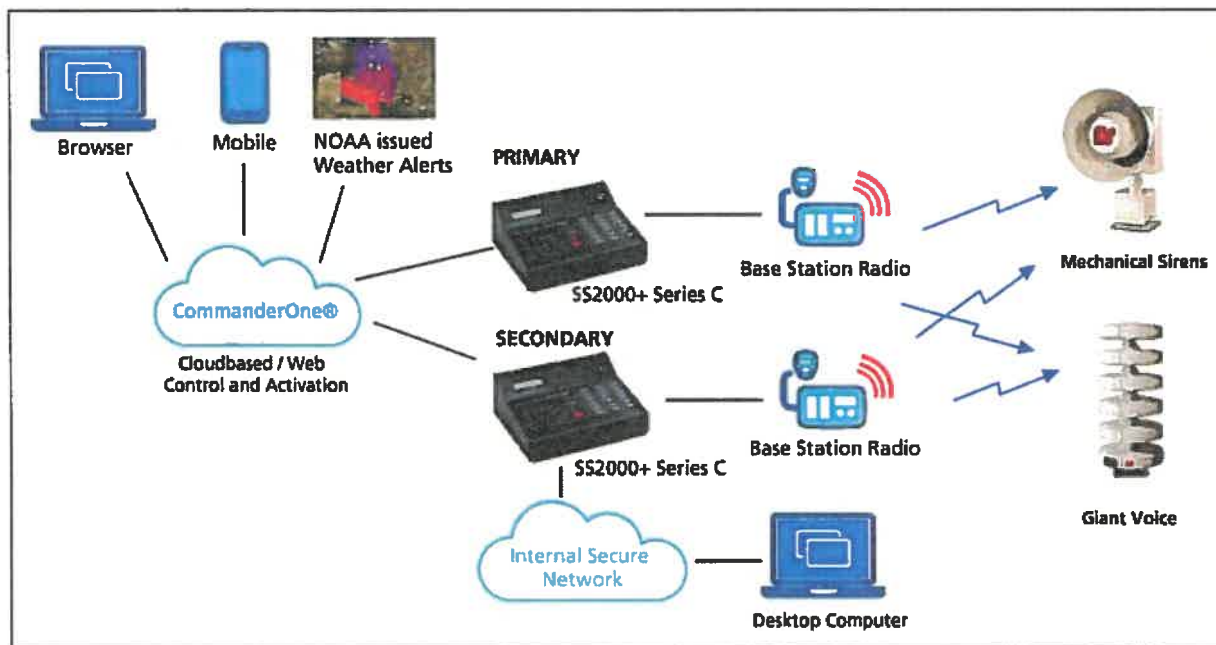 Browser
Mobile
NOAA issued
Weather Alerts
PRIMARY
SS2000+ Series C
Base Station Radio
Mechanical Sirens
CommanderOne®
Cloudbased / Web
Control and Activation
SECONDARY
SS2000+ Series C
Base Station Radio
Giant Voice
Internal Secure
Network
Desktop Computer